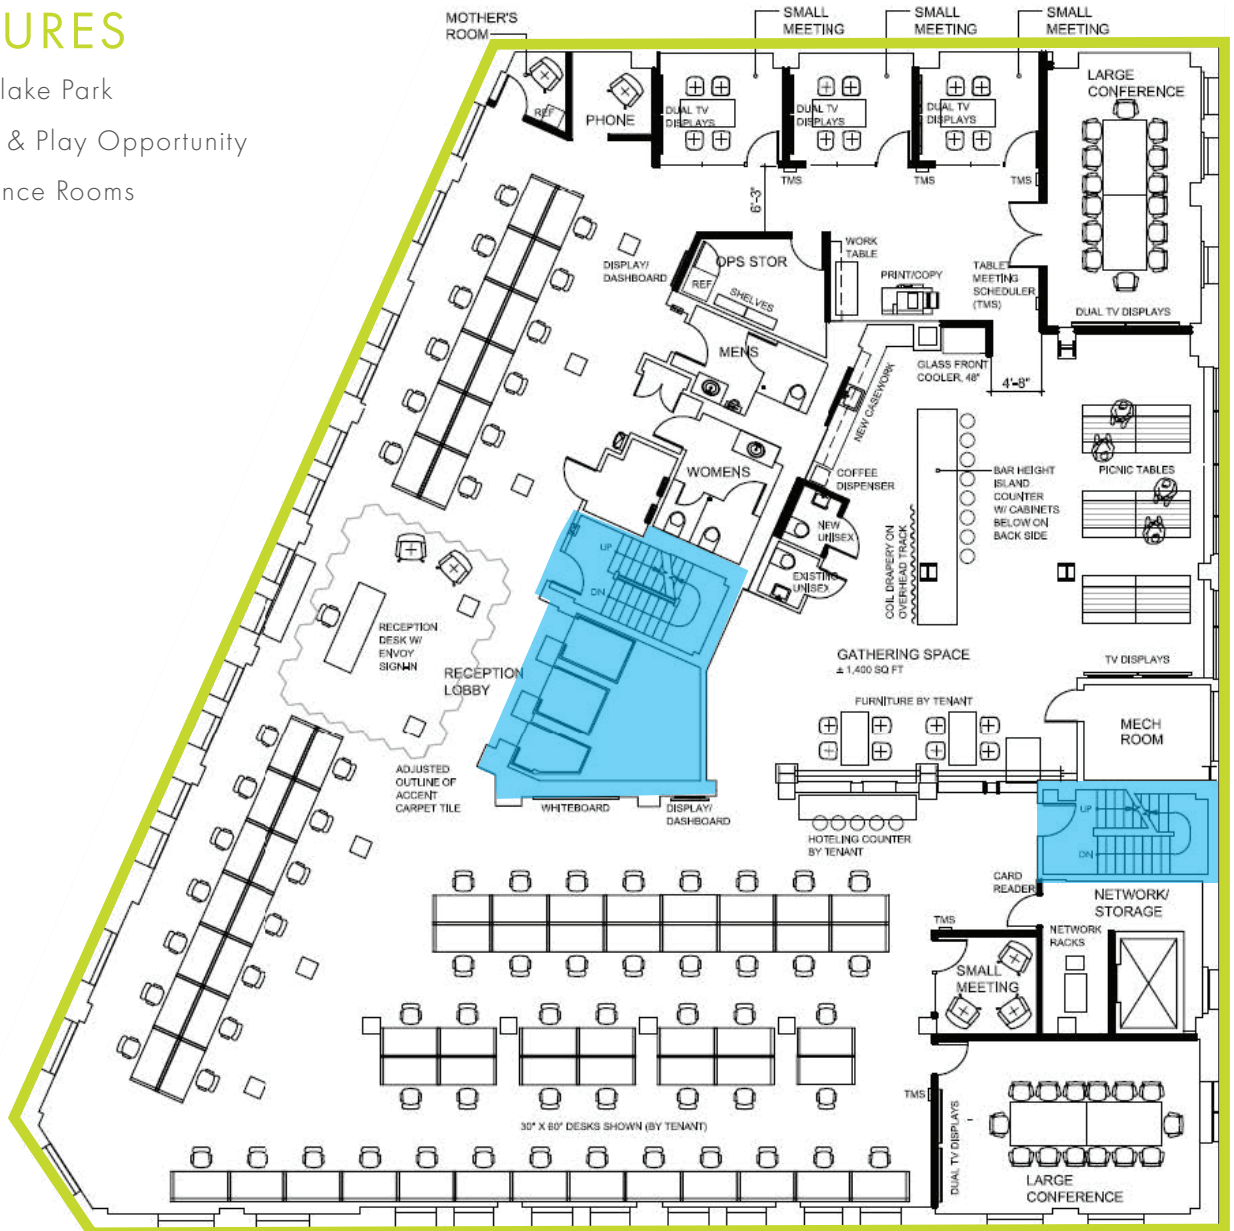 URES
lake Park
& Play Opportunity
nce Rooms
MOTHER'S
ROOM
SMALL
MEETING
SMALL
MEETING
SMALL
MEETING
REF
PHONE
DUAL TV
DISPLAYS
DUAL TV
DISPLAYS
DUAL TV
DISPLAYS
LARGE
CONFERENCE
TMS
TMS
TMS
6'-3"
DISPLAY/
DASHBOARD
OPS STOR
REF
SHELVES
WORK
TABLE
PRINT/COPY
TABLET
MEETING
SCHEDULER
(TMS)
DUAL TV DISPLAYS
MENS
NEW CASEWORK
GLASS FRONT
COOLER, 48"
4'-8"
WOMENS
COFFEE
DISPENSER
BAR HEIGHT
ISLAND
COUNTER
W/ CABINETS
BELOW ON
BACK SIDE
PICNIC TABLES
NEW
UNISEX
EXISTING
UNISEX
COIL DRAPERY ON
OVERHEAD TRACK
UP
DN
RECEPTION
DESK W/
ENVOY
SIGN-IN
RECEPTION
LOBBY
GATHERING SPACE
± 1,400 SQ FT
TV DISPLAYS
FURNITURE BY TENANT
MECH
ROOM
ADJUSTED
OUTLINE OF
ACCENT
CARPET TILE
WHITEBOARD
DISPLAY/
DASHBOARD
HOTELING COUNTER
BY TENANT
UP
DN
CARD
READER
NETWORK/
STORAGE
TMS
NETWORK
RACKS
SMALL
MEETING
TMS
30" X 60" DESKS SHOWN (BY TENANT)
DUAL TV DISPLAYS
LARGE
CONFERENCE